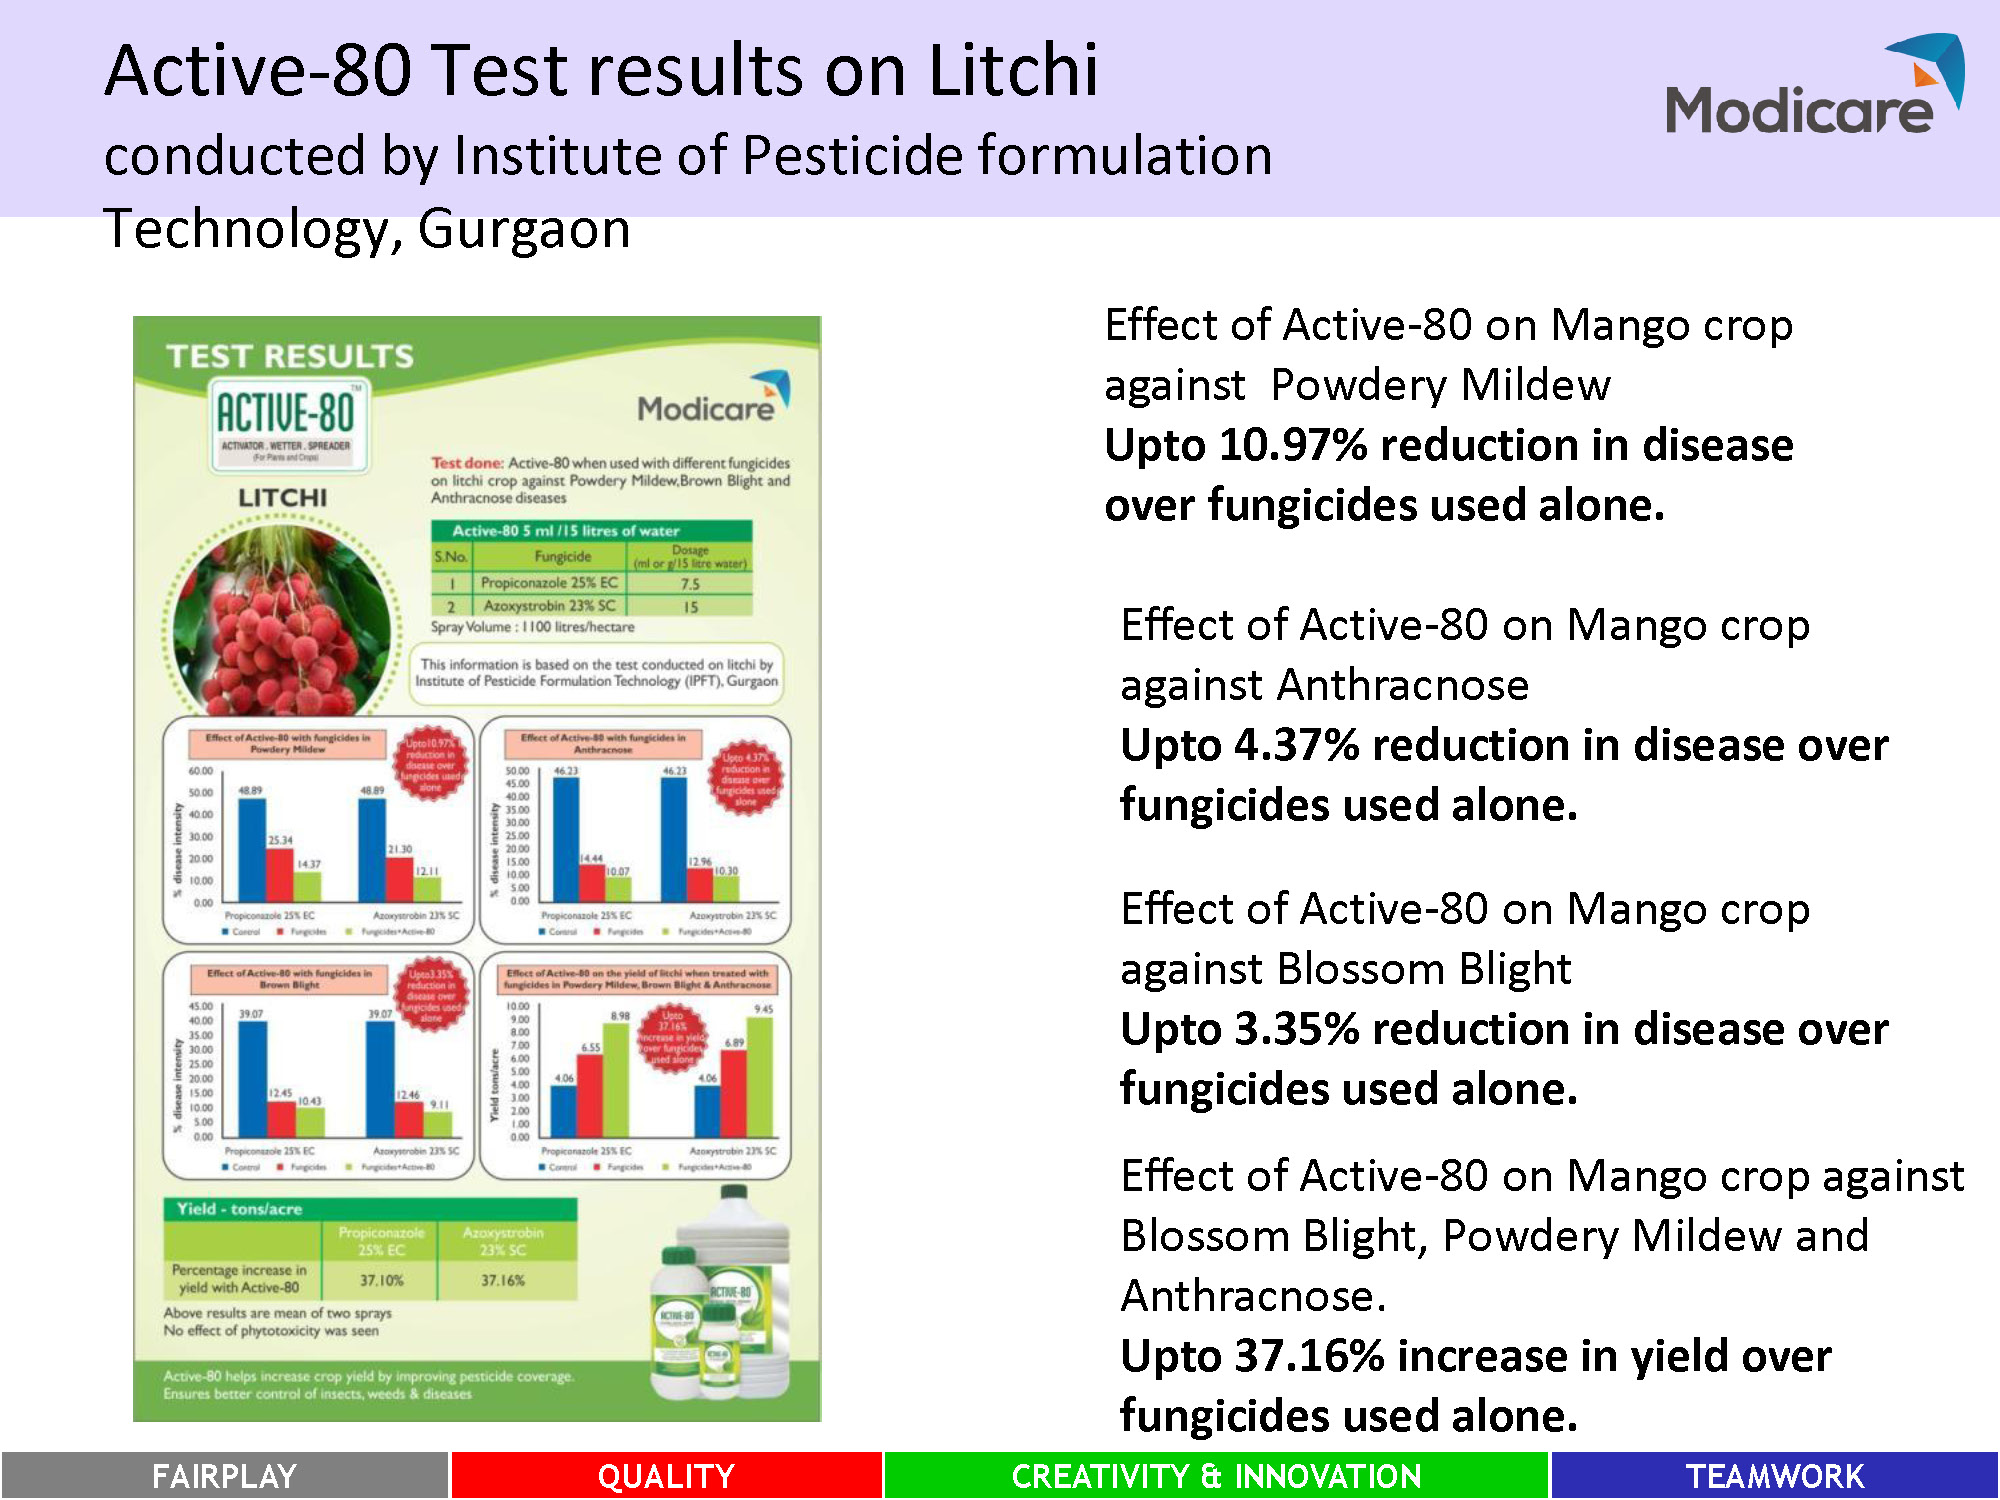 Active-80 Test results on Litchi
conducted by Institute of Pesticide formulation
Technology, Gurgaon
Modicare
TEST RESULTS
ACTIVE-80 TM
ACTIVATOR . WETTER . SPREADER
(For Plants and Crops)
LITCHI
Modicare
Test done: Active-80 when used with different fungicides
on litchi crop against Powdery Mildew,Brown Blight and
Anthracnose diseases
Active-80 5 ml /15 litres of water
S.No. Fungicide Dosage
(ml or g/15 litre water)
1 Propiconazole 25% EC 7.5
2 Azoxystrobin 23% SC 15
Spray Volume : 1100 litres/hectare
This information is based on the test conducted on litchi by
Institute of Pesticide Formulation Technology (IPFT), Gurgaon
Effect of Active-80 with fungicides in
Powdery Mildew
Upto10.97%
reduction in
disease over
fungicides used
alone
% disease intensity
60.00
50.00
40.00
30.00
20.00
10.00
0.00
48.89 25.34 14.37
48.89 21.30 12.11
Propiconazole 25% EC Azoxystrobin 23% SC
Control Fungicides Fungicides+Active-80
Effect of Active-80 with fungicides in
Anthracnose
Upto 4.37%
reduction in
disease over
fungicides used
alone
% disease intensity
50.00
45.00
40.00
35.00
30.00
25.00
20.00
15.00
10.00
5.00
0.00
46.23 14.44 10.07
46.23 12.96 10.30
Propiconazole 25% EC Azoxystrobin 23% SC
Control Fungicides Fungicides+Active-80
Effect of Active-80 with fungicides in
Brown Blight
Upto3.35%
reduction in
disease over
fungicides used
alone
% disease intensity
45.00
40.00
35.00
30.00
25.00
20.00
15.00
10.00
5.00
0.00
39.07 12.45 10.43
39.07 12.46 9.11
Propiconazole 25% EC Azoxystrobin 23% SC
Control Fungicides Fungicides+Active-80
Effect of Active-80 on the yield of litchi when treated with
fungicides in Powdery Mildew, Brown Blight & Anthracnose
Upto
37.16%
increase in yield
over fungicides
used alone
Yield tons/acre
10.00
9.00
8.00
7.00
6.00
5.00
4.00
3.00
2.00
1.00
0.00
4.06 6.55 8.98
4.06 6.89 9.45
Propiconazole 25% EC Azoxystrobin 23% SC
Control Fungicides Fungicides+Active-80
Yield - tons/acre
Propiconazole Azoxystrobin
25% EC 23% SC
Percentage increase in
yield with Active-80 37.10% 37.16%
Above results are mean of two sprays
No effect of phytotoxicity was seen
ACTIVE-80
ACTIVE-80
ACTIVE-80
Active-80 helps increase crop yield by improving pesticide coverage.
Ensures better control of insects, weeds & diseases
Effect of Active-80 on Mango crop
against Powdery Mildew
Upto 10.97% reduction in disease
over fungicides used alone.
Effect of Active-80 on Mango crop
against Anthracnose
Upto 4.37% reduction in disease over
fungicides used alone.
Effect of Active-80 on Mango crop
against Blossom Blight
Upto 3.35% reduction in disease over
fungicides used alone.
Effect of Active-80 on Mango crop against
Blossom Blight, Powdery Mildew and
Anthracnose.
Upto 37.16% increase in yield over
fungicides used alone.
FAIRPLAY
QUALITY
CREATIVITY & INNOVATION
TEAMWORK